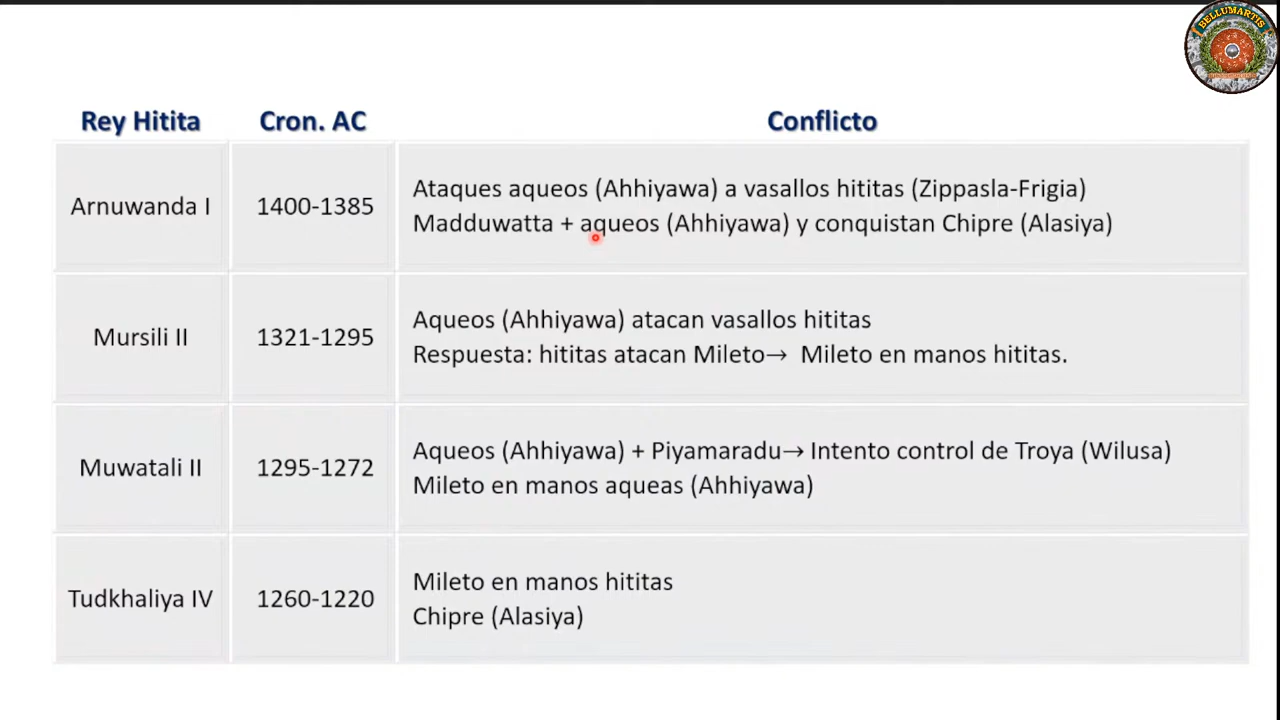 BELLUMARTIS
Rey Hitita Cron. AC Conflicto
Arnuwanda I 1400-1385 Ataques aqueos (Ahhiyawa) a vasallos hititas (Zippasla-Frigia)
Madduwatta + aqueos (Ahhiyawa) y conquistan Chipre (Alasiya)
Mursili II 1321-1295 Aqueos (Ahhiyawa) atacan vasallos hititas
Respuesta: hititas atacan Mileto→ Mileto en manos hititas.
Muwatali II 1295-1272 Aqueos (Ahhiyawa) + Piyamaradu→ Intento control de Troya (Wilusa)
Mileto en manos aqueas (Ahhiyawa)
Tudkhaliya IV 1260-1220 Mileto en manos hititas
Chipre (Alasiya)